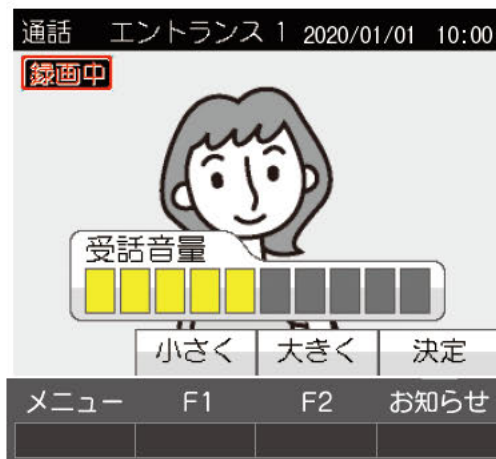 通話 エントランス 1 2020/01/01 10:00
録画中
受話音量
小さく 大きく 決定
メニュー F1 F2 お知らせ